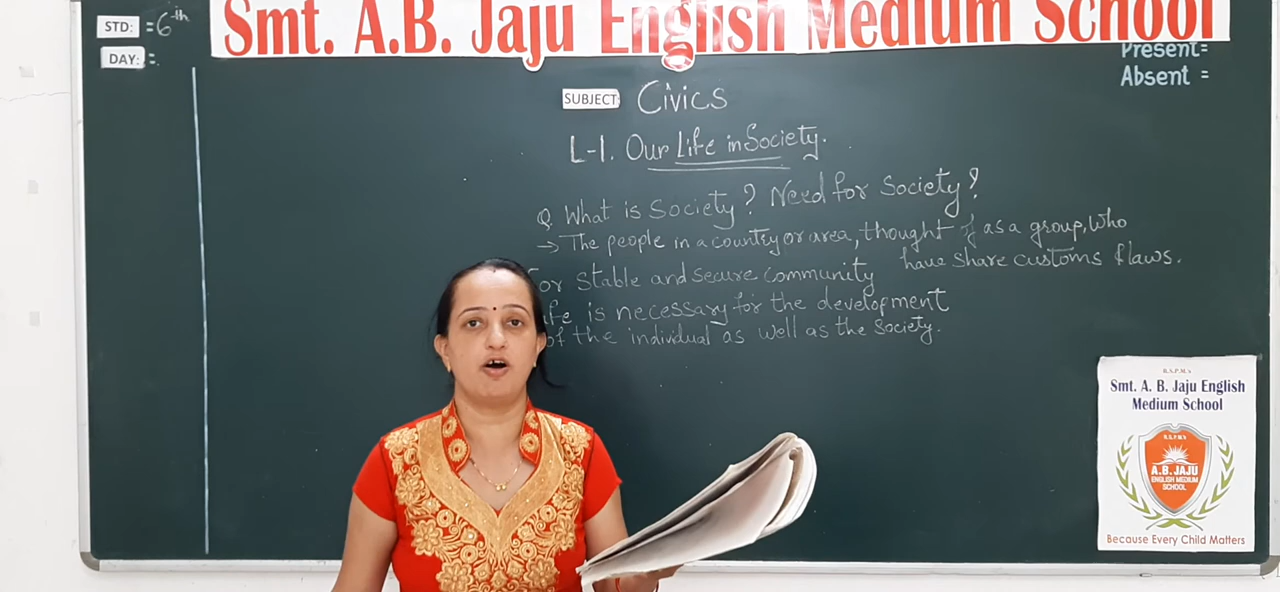 STD: = 6th
Smt. A.B. Jaju English Medium School
DAY: =
Present=
Absent =
SUBJECT: Civics
L-1. Our Life in Society.
Q. What is Society? Need for Society?
→ The people in a country or area, thought of as a group, who
have share customs & laws.
For Stable and secure community
life is necessary for the development
of the individual as well as the society.
R.S.P.M's
Smt. A. B. Jaju English
Medium School
R.S.P.M's
A.B. JAJU
ENGLISH MEDIUM
SCHOOL
Because Every Child Matters